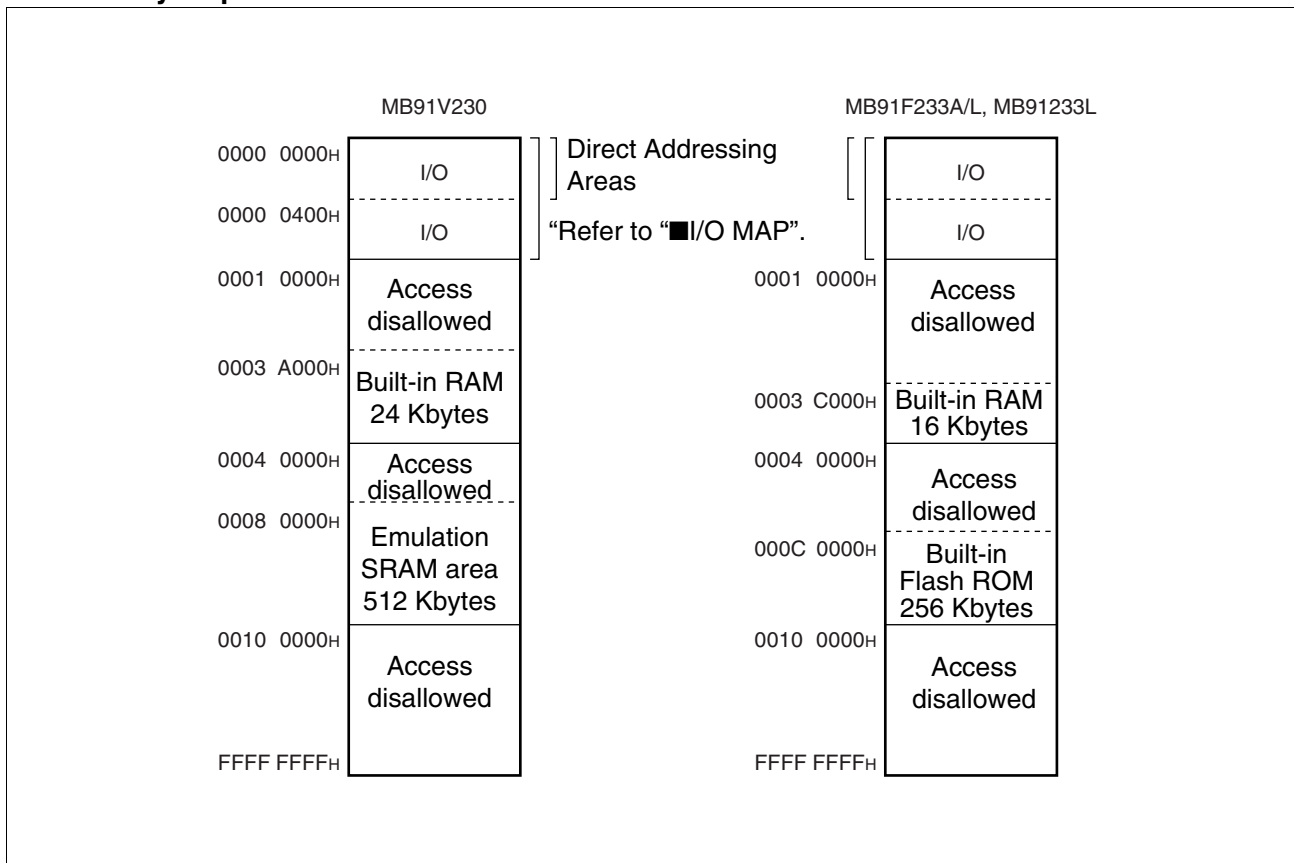 MB91V230
0000 0000H
I/O
0000 0400H
I/O
0001 0000H
Access
disallowed
0003 A000H
Built-in RAM
24 Kbytes
0004 0000H
Access
disallowed
0008 0000H
Emulation
SRAM area
512 Kbytes
0010 0000H
Access
disallowed
FFFF FFFFH
Direct Addressing
Areas
“Refer to “■I/O MAP”.
MB91F233A/L, MB91233L
I/O
I/O
0001 0000H
Access
disallowed
0003 C000H
Built-in RAM
16 Kbytes
0004 0000H
Access
disallowed
000C 0000H
Built-in
Flash ROM
256 Kbytes
0010 0000H
Access
disallowed
FFFF FFFFH